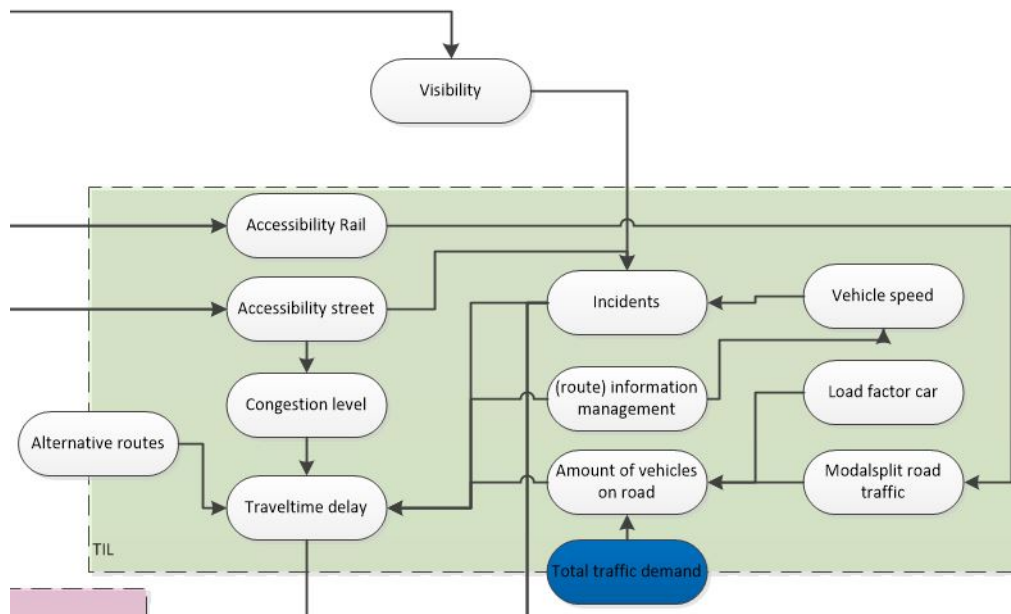 Visibility
Accessibility Rail
Accessibility street
Incidents
Vehicle speed
Congestion level
(route) information
management
Load factor car
Alternative routes
Traveltime delay
Amount of vehicles
on road
Modalsplit road
traffic
TIL
Total traffic demand